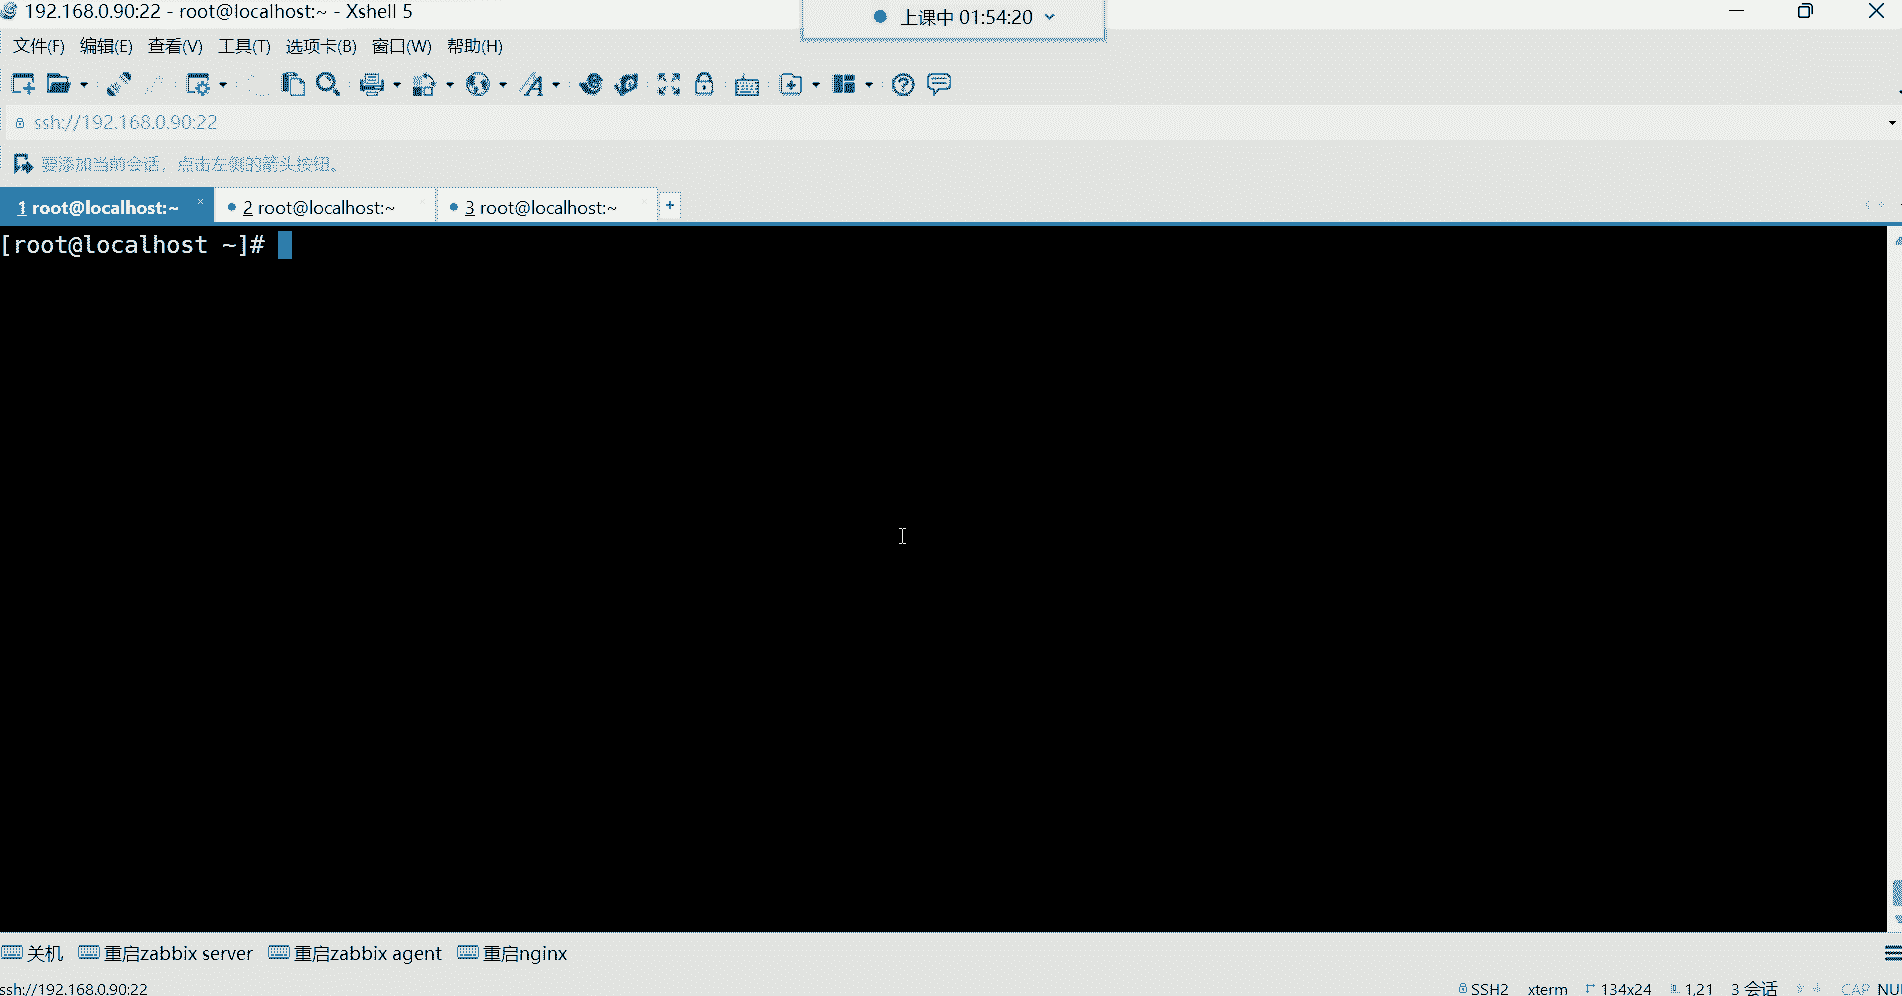 192.168.0.90:22 - root@localhost:~ - Xshell 5
上课中 01:54:20
文件(F) 编辑(E) 查看(V) 工具(T) 选项卡(B) 窗口(W) 帮助(H)
ssh://192.168.0.90:22
要添加当前会话，点击左侧的箭头按钮。
1 root@localhost:~ × 2 root@localhost:~ 3 root@localhost:~ +
[root@localhost ~]#
关机 重启zabbix server 重启zabbix agent 重启nginx
ssh://192.168.0.90:22 SSH2 xterm 134x24 1,21 3 会话 CAP NU